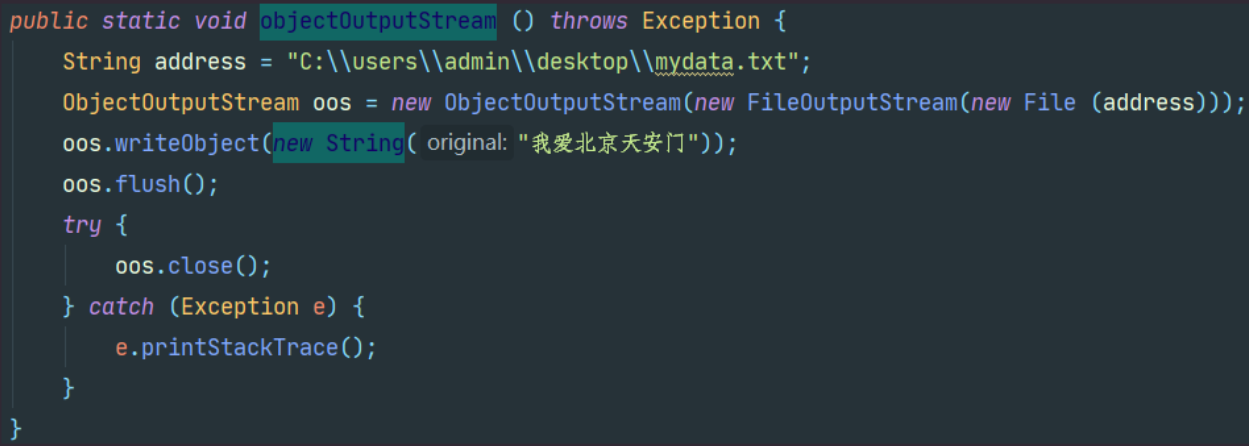 public static void objectOutputStream () throws Exception {
String address = "C:\\users\\admin\\desktop\\mydata.txt";
ObjectOutputStream oos = new ObjectOutputStream(new FileOutputStream(new File (address)));
oos.writeObject(new String( original: "我爱北京天安门"));
oos.flush();
try {
oos.close();
} catch (Exception e) {
e.printStackTrace();
}
}